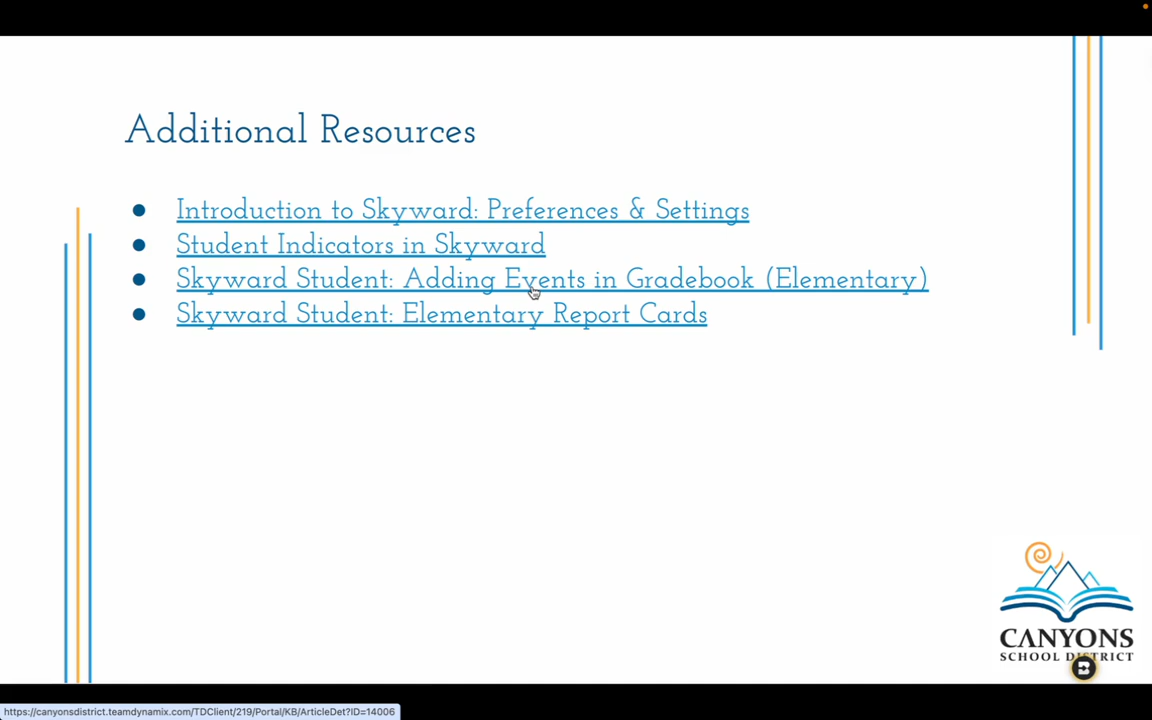 Additional Resources
● Introduction to Skyward: Preferences & Settings
● Student Indicators in Skyward
● Skyward Student: Adding Events in Gradebook (Elementary)
● Skyward Student: Elementary Report Cards
CANYONS
SCHOOL DISTRICT
https://canyonsdistrict.teamdynamix.com/TDClient/219/Portal/KB/ArticleDet?ID=14006